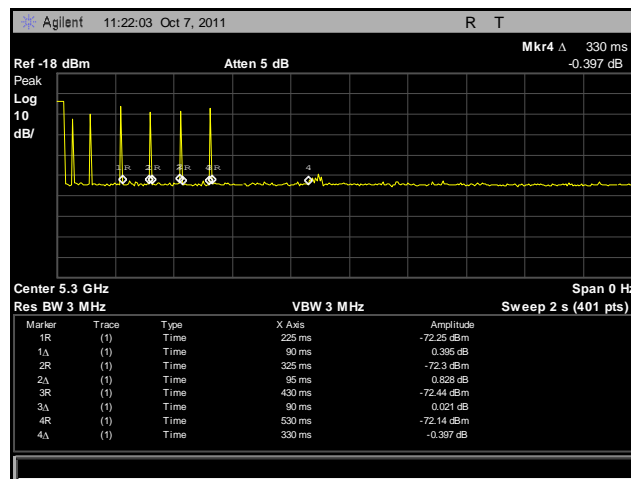 Agilent 11:22:03 Oct 7, 2011 R T
Mkr4 Δ 330 ms
Ref -18 dBm Atten 5 dB -0.397 dB
Peak
Log
10
dB/
1R 2R R 4R 4
Center 5.3 GHz Span 0 Hz
Res BW 3 MHz VBW 3 MHz Sweep 2 s (401 pts)
Marker Trace Type X Axis Amplitude
1R (1) Time 225 ms -72.25 dBm
1Δ (1) Time 90 ms 0.395 dB
2R (1) Time 325 ms -72.3 dBm
2Δ (1) Time 95 ms 0.828 dB
3R (1) Time 430 ms -72.44 dBm
3Δ (1) Time 90 ms 0.021 dB
4R (1) Time 530 ms -72.14 dBm
4Δ (1) Time 330 ms -0.397 dB